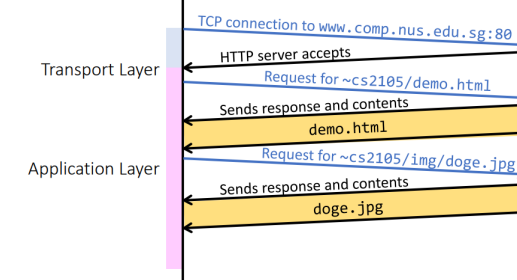 TCP connection to www.comp.nus.edu.sg:80
HTTP server accepts
Transport Layer
Request for ~cs2105/demo.html
Sends response and contents
demo.html
Request for ~cs2105/img/doge.jpg
Application Layer
Sends response and contents
doge.jpg